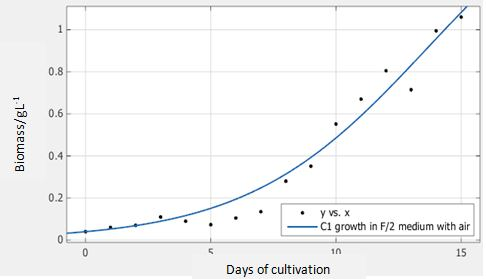 1
0.8
0.6
0.4
0.2
0
0
5
10
15
Biomass/gL-1
Days of cultivation
y vs. x
C1 growth in F/2 medium with air